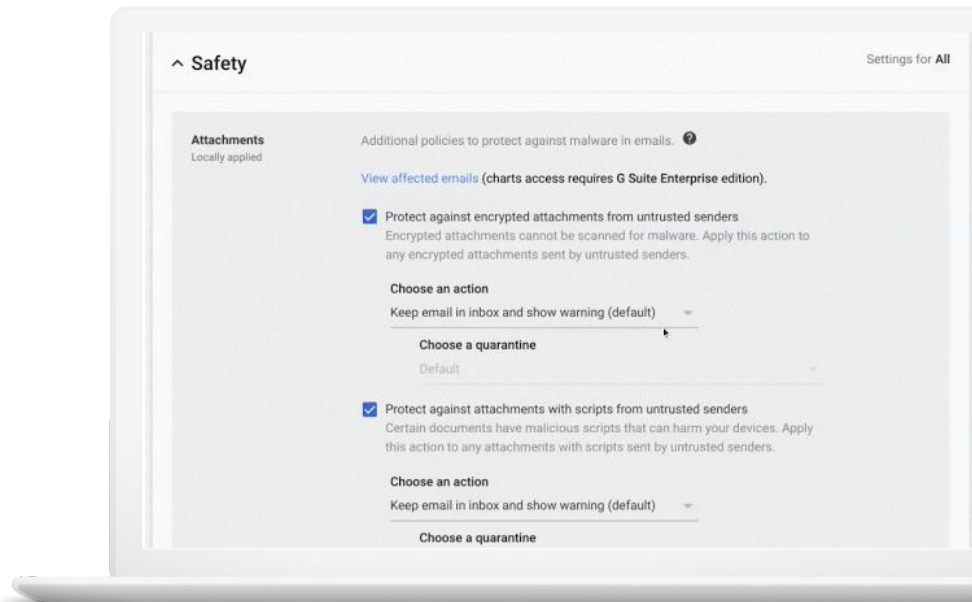 Safety
Settings for All
Attachments
Locally applied
Additional policies to protect against malware in emails.
View affected emails (charts access requires G Suite Enterprise edition).
Protect against encrypted attachments from untrusted senders
Encrypted attachments cannot be scanned for malware. Apply this action to
any encrypted attachments sent by untrusted senders.
Choose an action
Keep email in inbox and show warning (default)
Choose a quarantine
Default
Protect against attachments with scripts from untrusted senders
Certain documents have malicious scripts that can harm your devices. Apply
this action to any attachments with scripts sent by untrusted senders.
Choose an action
Keep email in inbox and show warning (default)
Choose a quarantine